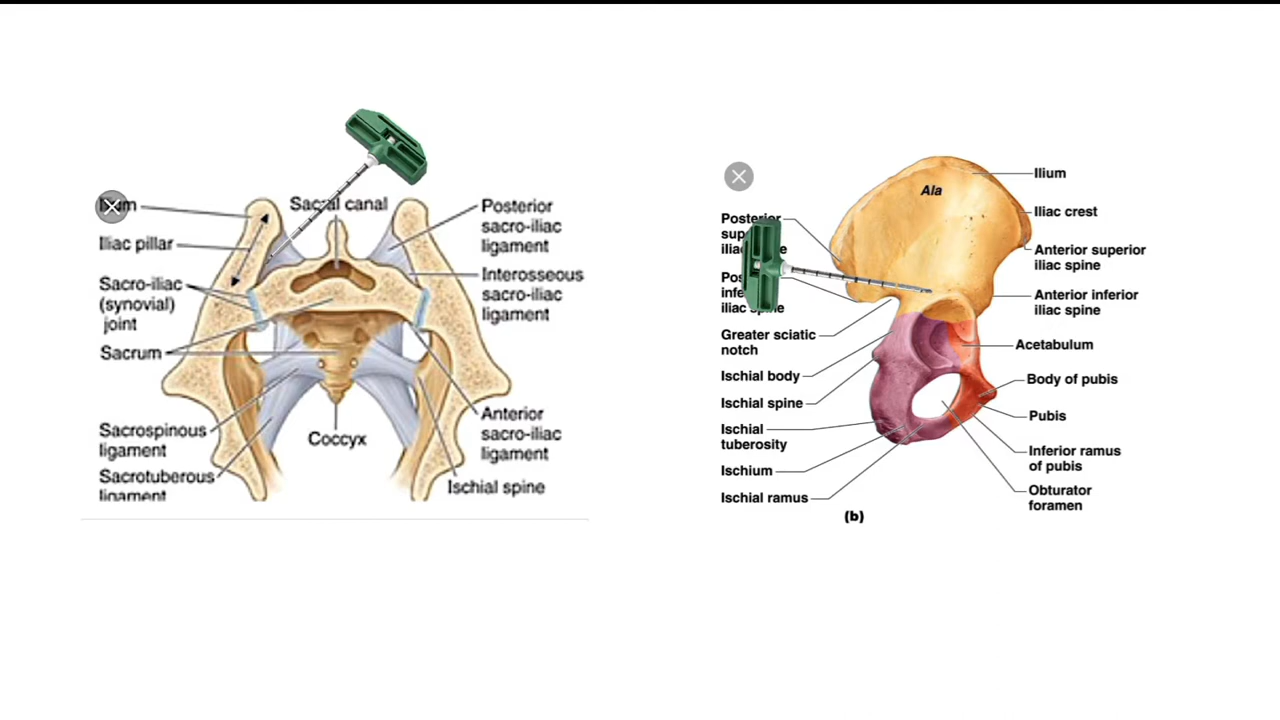 Sacral canal
Iliac pillar
Sacro-iliac
(synovial)
joint
Sacrum
Sacrospinous
ligament
Sacrotuberous
ligament
Coccyx
Posterior
sacro-iliac
ligament
Interosseous
sacro-iliac
ligament
Anterior
sacro-iliac
ligament
Ischial spine
Ala
Posterior
iliac spine
Greater sciatic
notch
Ischial body
Ischial spine
Ischial
tuberosity
Ischium
Ischial ramus
Ilium
Iliac crest
Anterior superior
iliac spine
Anterior inferior
iliac spine
Acetabulum
Body of pubis
Pubis
Inferior ramus
of pubis
Obturator
foramen
(b)